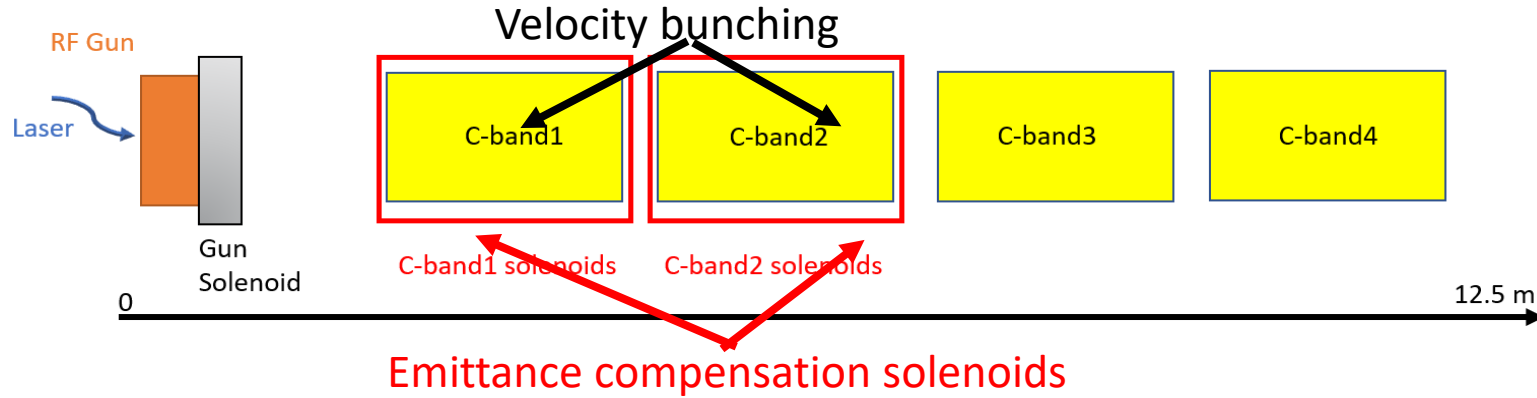 Velocity bunching
RF Gun
Laser
C-band1
C-band2
C-band3
C-band4
Gun
Solenoid
C-band1 solenoids
C-band2 solenoids
0
12.5 m
Emittance compensation solenoids